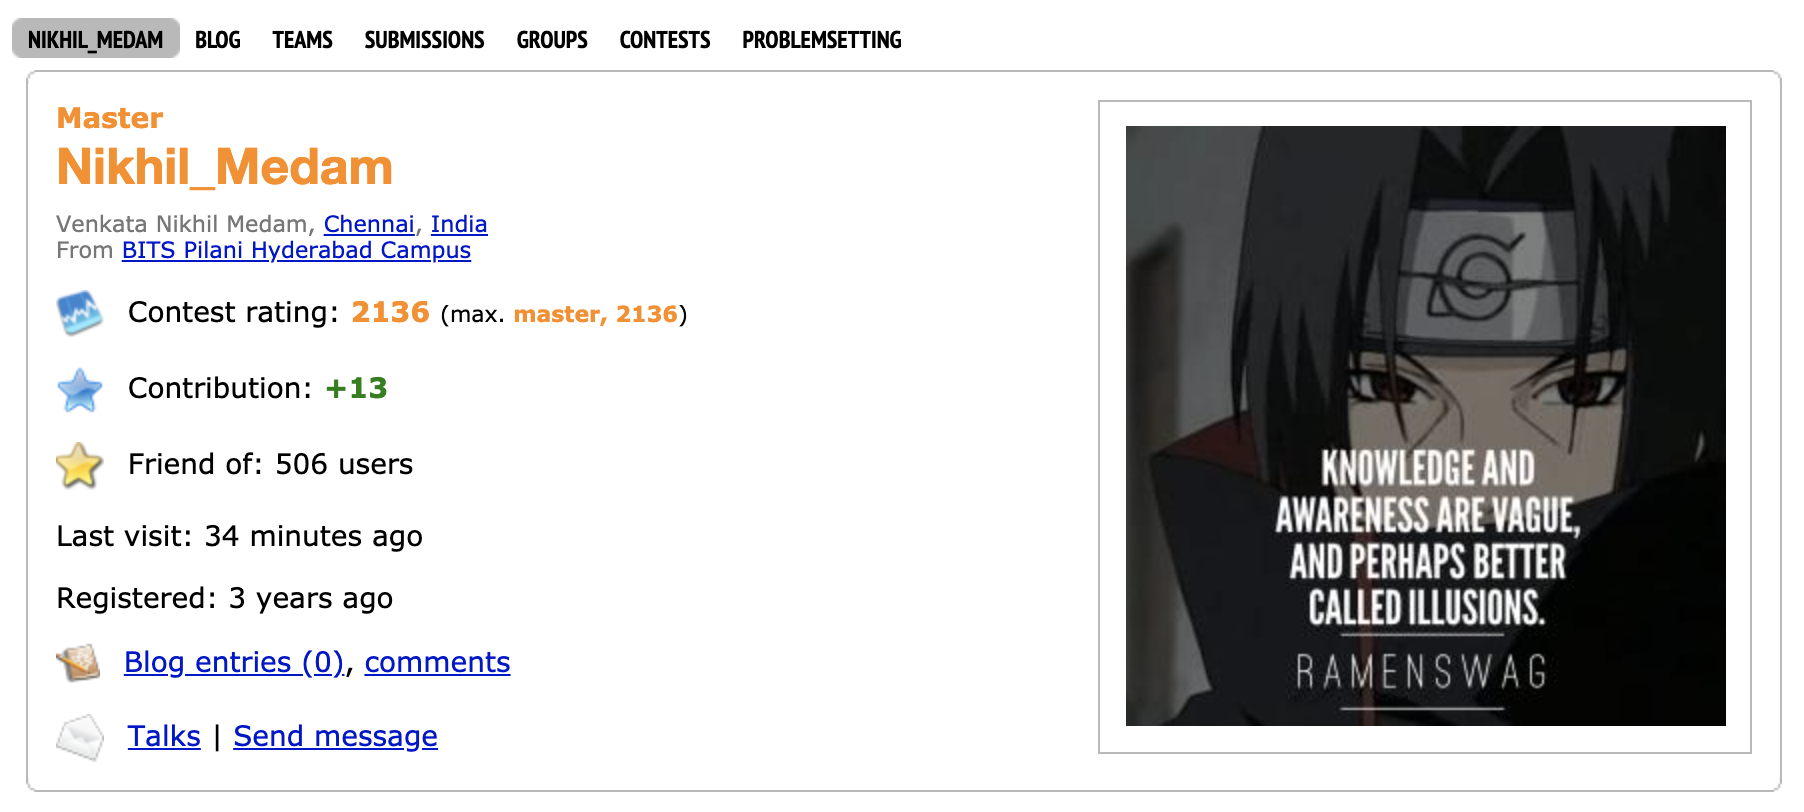 NIKHIL_MEDAM BLOG TEAMS SUBMISSIONS GROUPS CONTESTS PROBLEMSETTING
Master
Nikhil_Medam
Venkata Nikhil Medam, Chennai, India
From BITS Pilani Hyderabad Campus
Contest rating: 2136 (max. master, 2136)
Contribution: +13
Friend of: 506 users
Last visit: 34 minutes ago
Registered: 3 years ago
Blog entries (0), comments
Talks | Send message
KNOWLEDGE AND
AWARENESS ARE VAGUE,
AND PERHAPS BETTER
CALLED ILLUSIONS.
RAMENSWAG